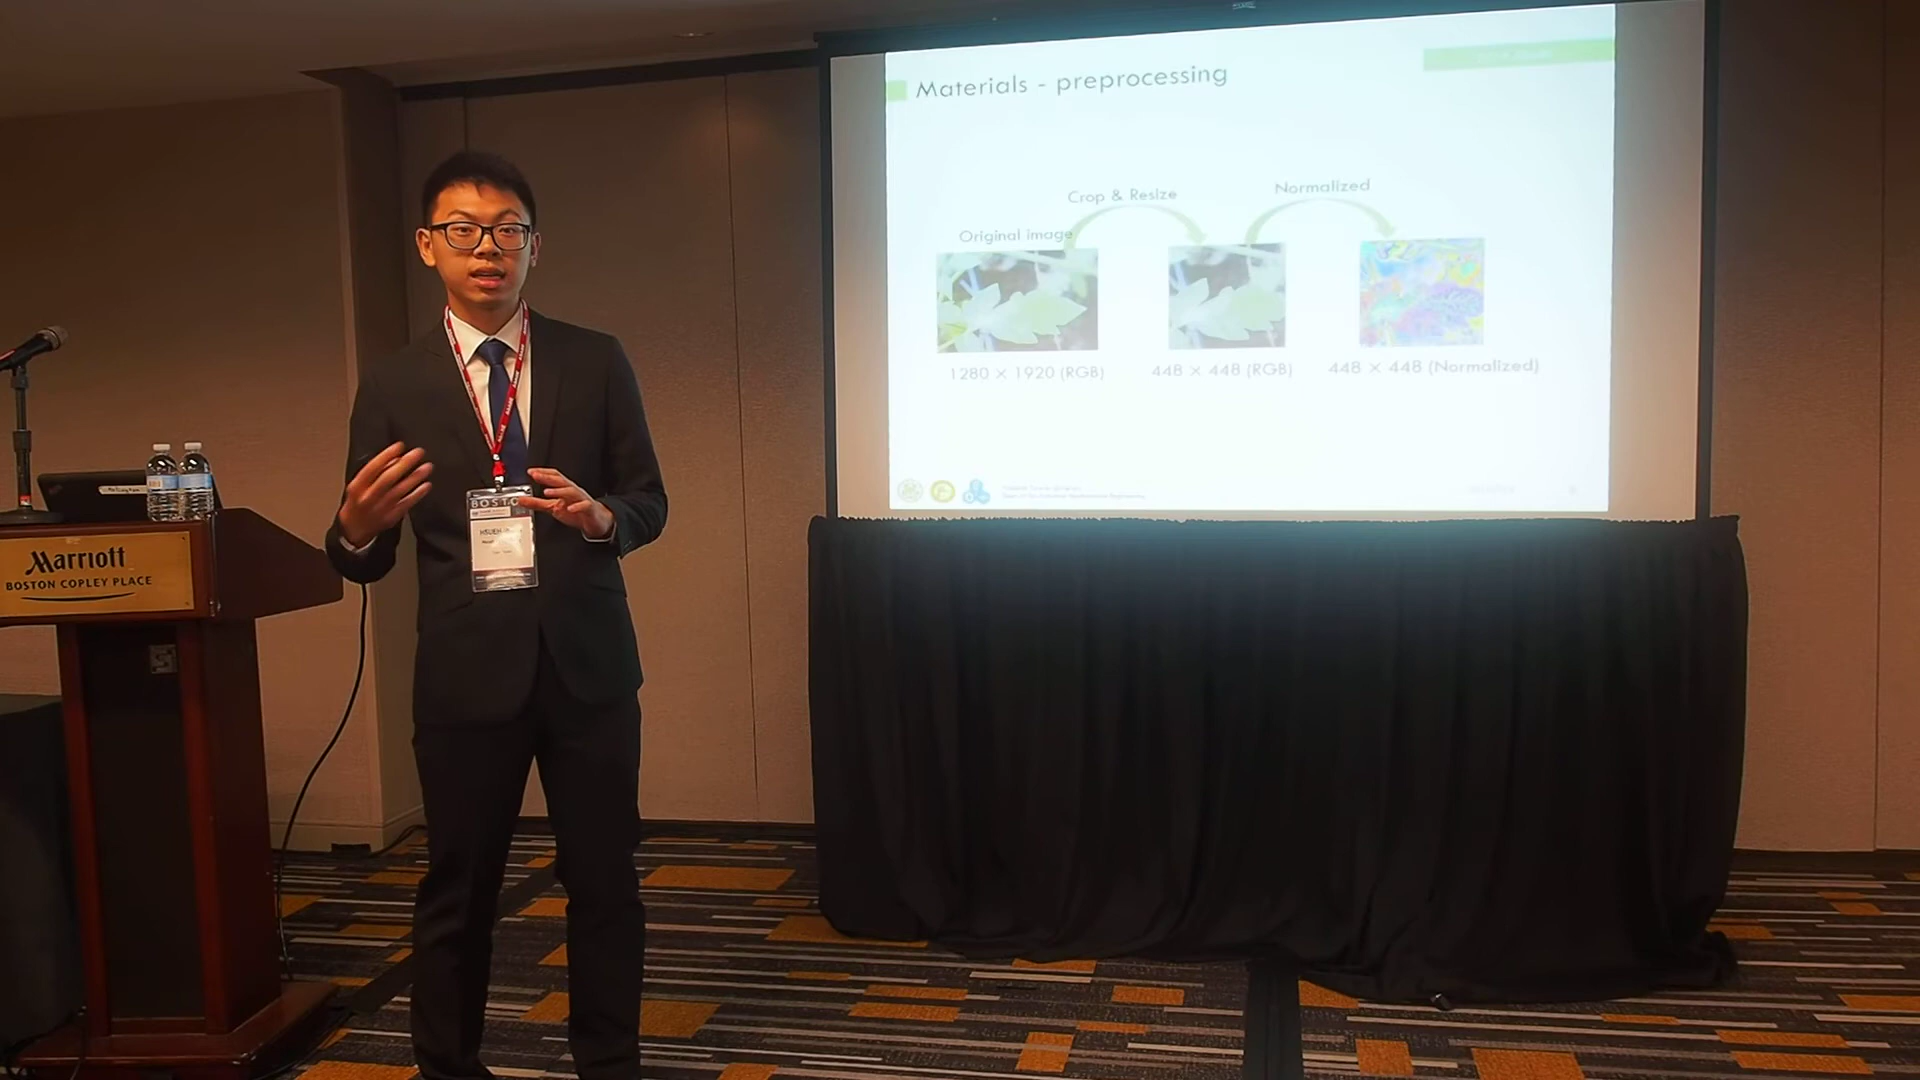 Materials - preprocessing
Crop & Resize
Normalized
Original image
1280 × 1920 (RGB)
448 × 448 (RGB)
448 × 448 (Normalized)
Marriott
BOSTON COPLEY PLACE